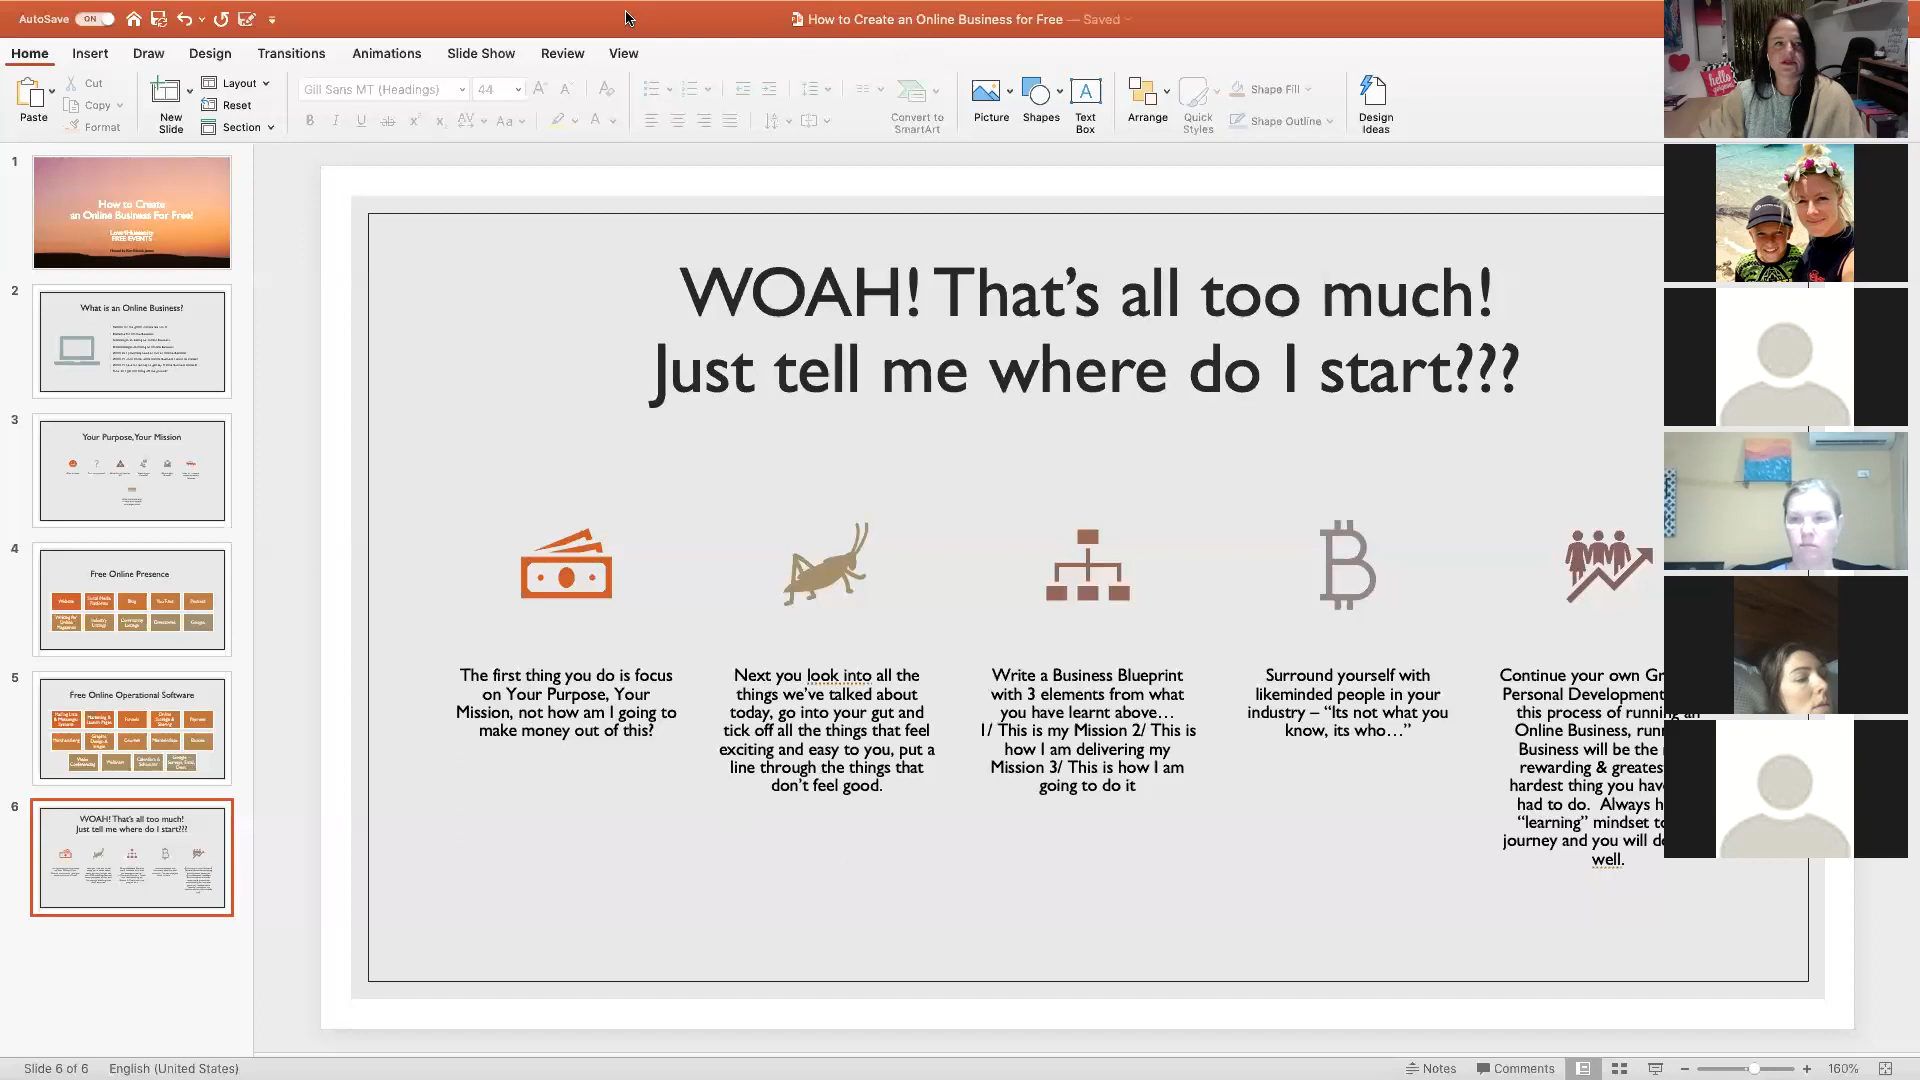 AutoSave ON
How to Create an Online Business for Free — Saved
Home Insert Draw Design Transitions Animations Slide Show Review View
Paste
Cut
Copy
Format
New
Slide
Layout
Reset
Section
Gill Sans MT (Headings) 44
Convert to
SmartArt
Picture
Shapes
Text
Box
Arrange
Quick
Styles
Shape Fill
Shape Outline
Design
Ideas
1
How to Create
an Online Business For Free!
FREE EVENTS
2
What is an Online Business?
3
Your Purpose, Your Mission
4
Free Online Presence
5
Free Online Operational Software
6
WOAH! That's all too much!
Just tell me where do I start???
WOAH! That’s all too much!
Just tell me where do I start???
The first thing you do is focus
on Your Purpose, Your
Mission, not how am I going to
make money out of this?
Next you look into all the
things we’ve talked about
today, go into your gut and
tick off all the things that feel
exciting and easy to you, put a
line through the things that
don’t feel good.
Write a Business Blueprint
with 3 elements from what
you have learnt above…
1/ This is my Mission 2/ This is
how I am delivering my
Mission 3/ This is how I am
going to do it
Surround yourself with
likeminded people in your
industry – “Its not what you
know, its who…”
Continue your own Gr
Personal Development
this process of running an
Online Business, run
Business will be the
rewarding & greates
hardest thing you hav
had to do. Always h
“learning” mindset to
journey and you will d
well.
hello
Slide 6 of 6 English (United States)
Notes Comments 160%